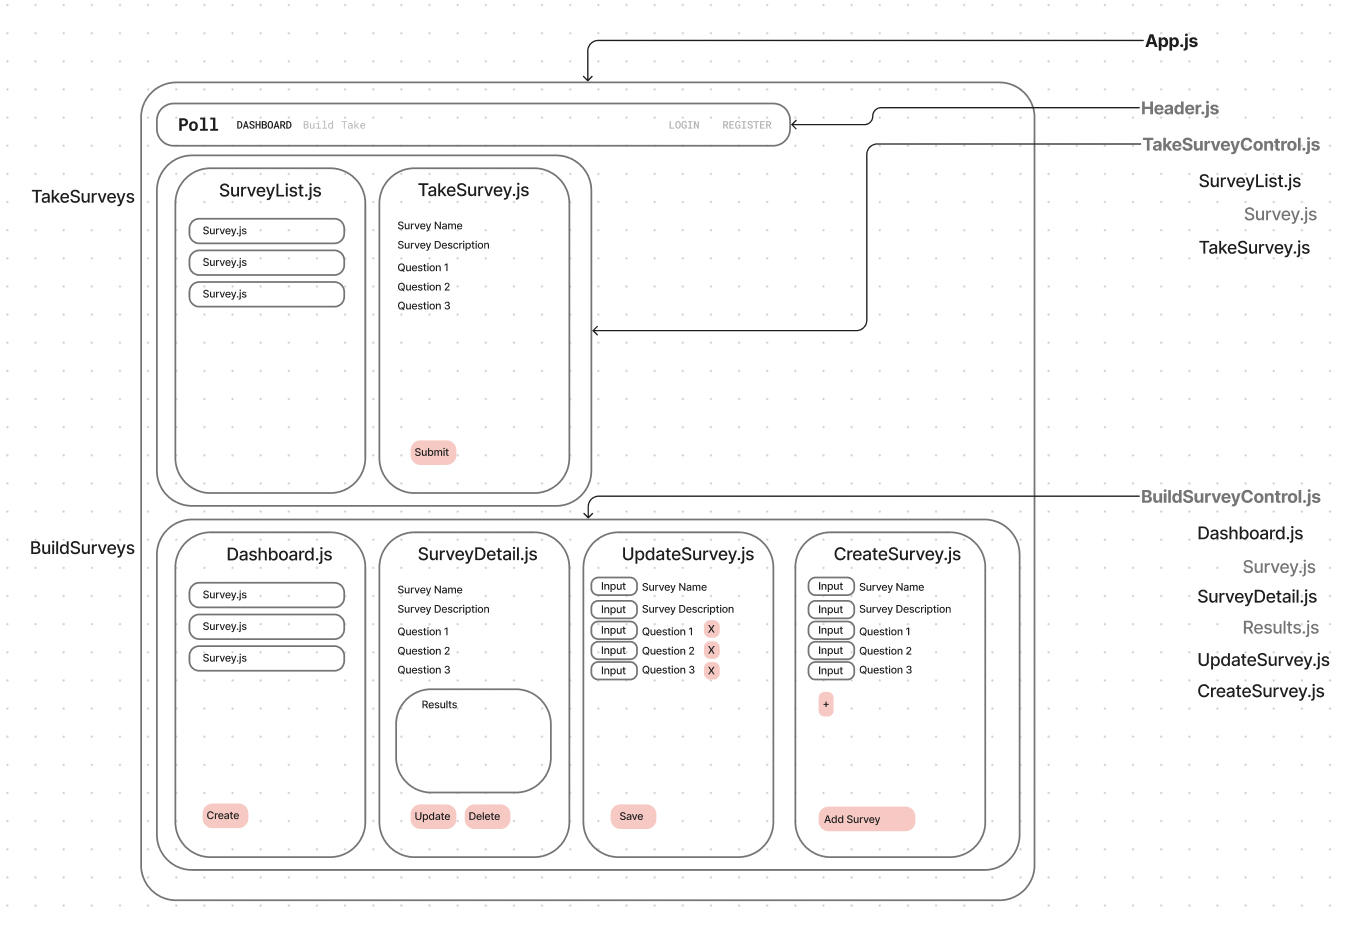 App.js
Header.js
Poll DASHBOARD Build Take LOGIN REGISTER
TakeSurveyControl.js
SurveyList.js
Survey.js
TakeSurvey.js
TakeSurveys
SurveyList.js
Survey.js
Survey.js
Survey.js
TakeSurvey.js
Survey Name
Survey Description
Question 1
Question 2
Question 3
Submit
BuildSurveyControl.js
Dashboard.js
Survey.js
SurveyDetail.js
Results.js
UpdateSurvey.js
CreateSurvey.js
BuildSurveys
Dashboard.js
Survey.js
Survey.js
Survey.js
Create
SurveyDetail.js
Survey Name
Survey Description
Question 1
Question 2
Question 3
Results
Update Delete
UpdateSurvey.js
Input Survey Name
Input Survey Description
Input Question 1 X
Input Question 2 X
Input Question 3 X
Save
CreateSurvey.js
Input Survey Name
Input Survey Description
Input Question 1
Input Question 2
Input Question 3
+
Add Survey